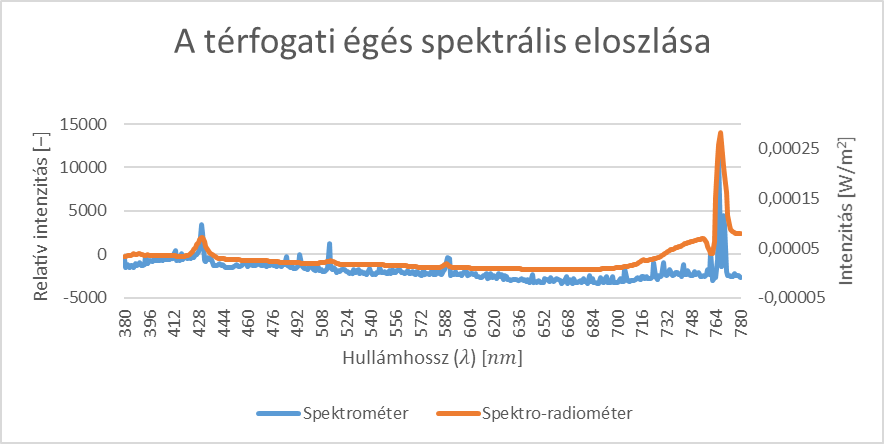 A térfogati égés spektrális eloszlása
Relatív intenzitás [−]
15000
10000
5000
0
-5000
0,00025
0,00015
0,00005
-0,00005
Intenzitás [W/m²]
380 396 412 428 444 460 476 492 508 524 540 556 572 588 604 620 636 652 668 684 700 716 732 748 764 780
Hullámhossz (λ) [nm]
Spektrométer Spektro-radiométer